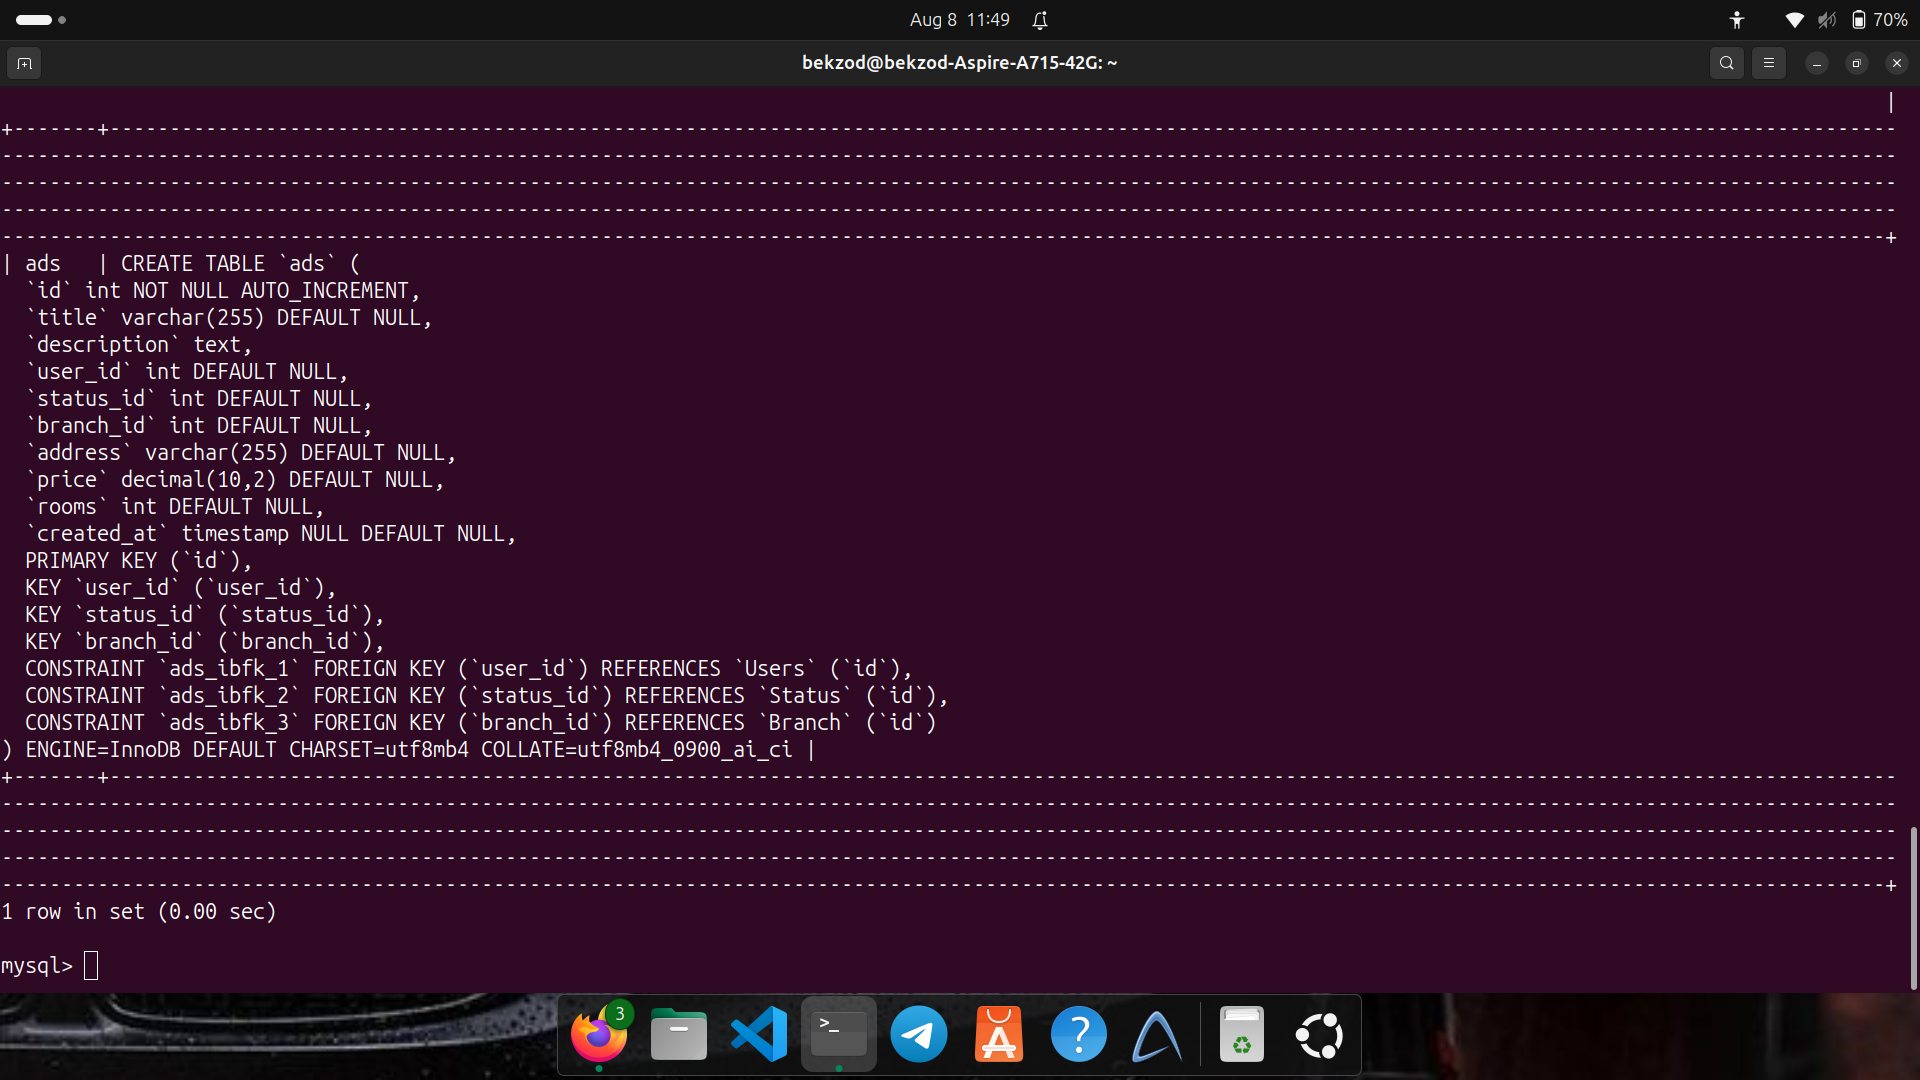 Aug 8 11:49
70%
bekzod@bekzod-Aspire-A715-42G: ~
|
+-------+------------------------------------------------------------------------------------------------------------------------------------------------------
--------------------------------------------------------------------------------------------------------------------------------------------------------------
--------------------------------------------------------------------------------------------------------------------------------------------------------------
--------------------------------------------------------------------------------------------------------------------------------------------------------------
-------------------------------------------------------------------------------------------------------------------------------------------------------------+
| ads   | CREATE TABLE `ads` (
  `id` int NOT NULL AUTO_INCREMENT,
  `title` varchar(255) DEFAULT NULL,
  `description` text,
  `user_id` int DEFAULT NULL,
  `status_id` int DEFAULT NULL,
  `branch_id` int DEFAULT NULL,
  `address` varchar(255) DEFAULT NULL,
  `price` decimal(10,2) DEFAULT NULL,
  `rooms` int DEFAULT NULL,
  `created_at` timestamp NULL DEFAULT NULL,
  PRIMARY KEY (`id`),
  KEY `user_id` (`user_id`),
  KEY `status_id` (`status_id`),
  KEY `branch_id` (`branch_id`),
  CONSTRAINT `ads_ibfk_1` FOREIGN KEY (`user_id`) REFERENCES `Users` (`id`),
  CONSTRAINT `ads_ibfk_2` FOREIGN KEY (`status_id`) REFERENCES `Status` (`id`),
  CONSTRAINT `ads_ibfk_3` FOREIGN KEY (`branch_id`) REFERENCES `Branch` (`id`)
) ENGINE=InnoDB DEFAULT CHARSET=utf8mb4 COLLATE=utf8mb4_0900_ai_ci |
+-------+------------------------------------------------------------------------------------------------------------------------------------------------------
--------------------------------------------------------------------------------------------------------------------------------------------------------------
--------------------------------------------------------------------------------------------------------------------------------------------------------------
--------------------------------------------------------------------------------------------------------------------------------------------------------------
-------------------------------------------------------------------------------------------------------------------------------------------------------------+
1 row in set (0.00 sec)
mysql>
3
>_
?